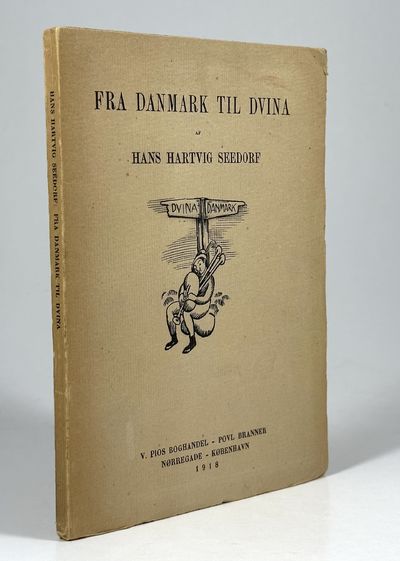 HANS HARTVIG SEEDORF FRA DANMARK TIL DVINA
FRA DANMARK TIL DVINA
AF
HANS HARTVIG SEEDORF
DVINA DANMARK
V. PIOS BOGHANDEL - POVL BRANNER
NØRREGADE - KØBENHAVN
1918